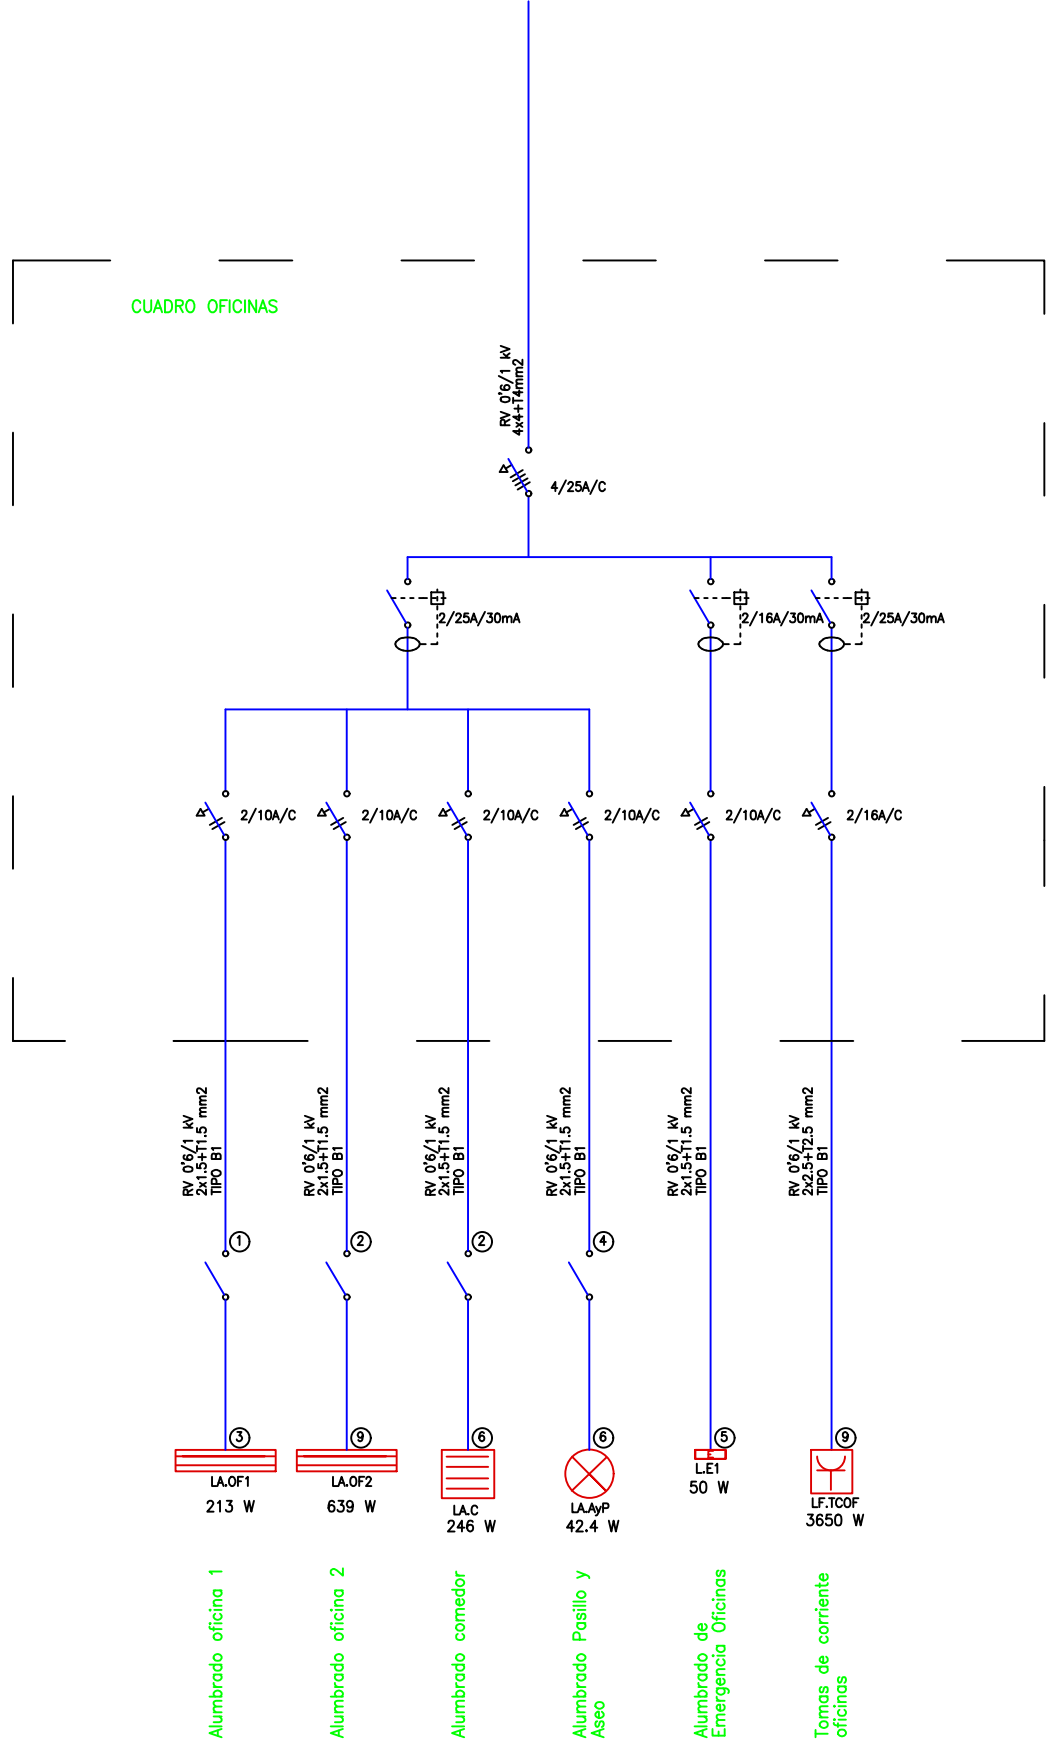 CUADRO OFICINAS
RV 0'6/1 kV
4x4+T4mm2
4/25A/C
2/25A/30mA
2/16A/30mA
2/25A/30mA
2/10A/C
2/10A/C
2/10A/C
2/10A/C
2/10A/C
2/16A/C
RV 0'6/1 kV
2x1.5+T1.5 mm2
TIPO B1
RV 0'6/1 kV
2x1.5+T1.5 mm2
TIPO B1
RV 0'6/1 kV
2x1.5+T1.5 mm2
TIPO B1
RV 0'6/1 kV
2x1.5+T1.5 mm2
TIPO B1
RV 0'6/1 kV
2x1.5+T1.5 mm2
TIPO B1
RV 0'6/1 kV
2x2.5+T2.5 mm2
TIPO B1
1
2
2
4
3
9
6
6
5
9
E
LA.OF1
213 W
LA.OF2
639 W
LA.C
246 W
LA.AyP
42.4 W
L.E1
50 W
LF.TCOF
3650 W
Alumbrado oficina 1
Alumbrado oficina 2
Alumbrado comedor
Alumbrado Pasillo y
Aseo
Alumbrado de
Emergencia Oficinas
Tomas de corriente
oficinas